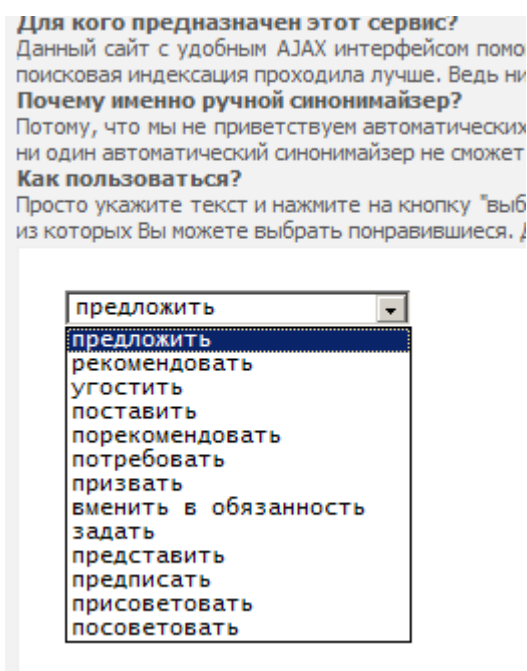 Для кого предназначен этот сервис?
Данный сайт с удобным AJAX интерфейсом
поисковая индексация проходила лучше. Ведь
Почему именно ручной синонимайзер?
Потому, что мы не приветствуем автоматических
ни один автоматический синонимайзер не сможет
Как пользоваться?
Просто укажите текст и нажмите на кнопку
из которых Вы можете выбрать понравившиеся.
предложить
предложить
рекомендовать
угостить
поставить
порекомендовать
потребовать
призвать
вменить в обязанность
задать
представить
предписать
присоветовать
посоветовать